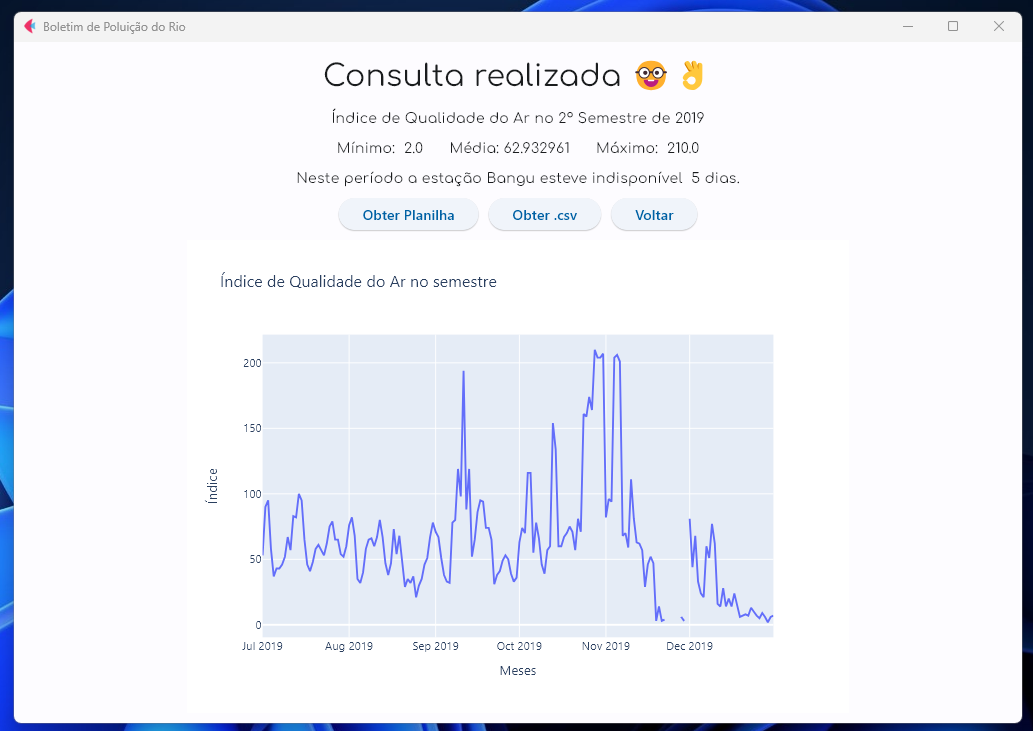 Boletim de Poluição do Rio
Consulta realizada 🤓 👌
Índice de Qualidade do Ar no 2º Semestre de 2019
Mínimo: 2.0 Média: 62.932961 Máximo: 210.0
Neste período a estação Bangu esteve indisponível 5 dias.
Obter Planilha Obter .csv Voltar
Índice de Qualidade do Ar no semestre
200
150
100
50
0
Índice
Jul 2019 Aug 2019 Sep 2019 Oct 2019 Nov 2019 Dec 2019
Meses